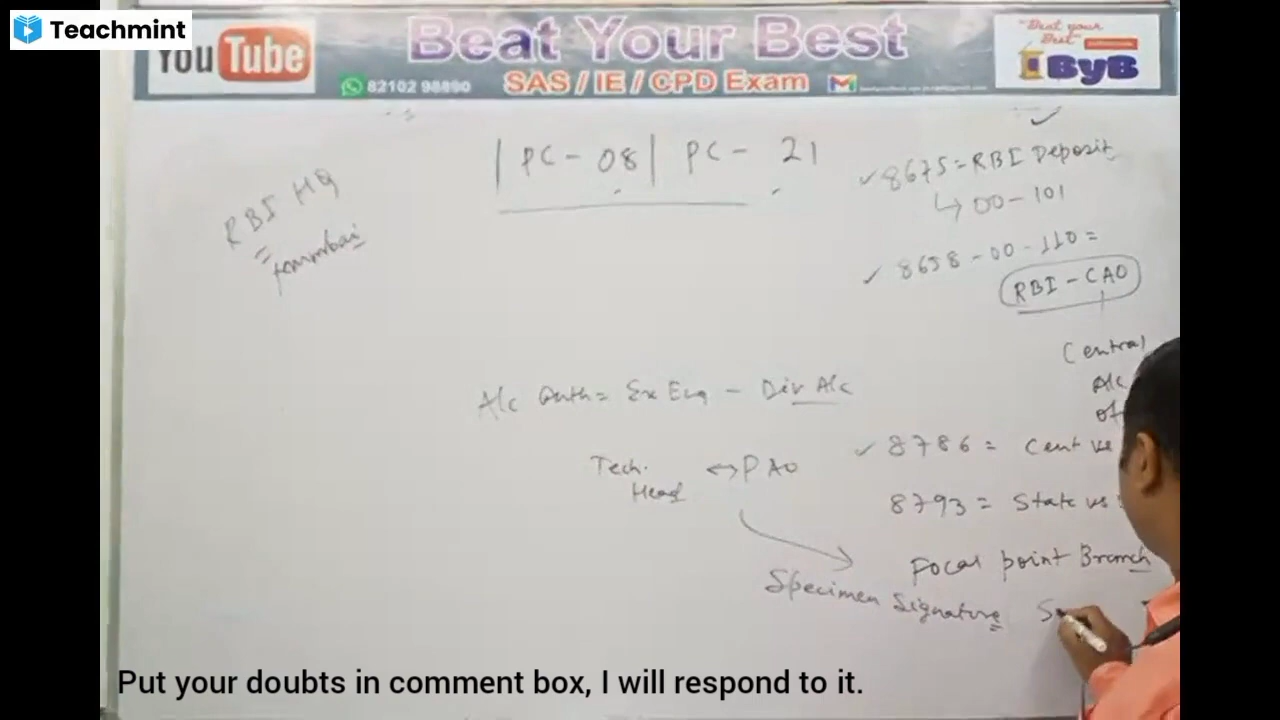 Teachmint
YouTube
Beat Your Best
SAS / IE / CPD Exam
82102 98890
"Beat your Best"
ByB
PC - 08 | PC - 21
RBI HQ
8675 = RBI Deposit
↳ 00 - 101
8658 - 00 - 110 =
RBI - CAO
Central
A/c
of
A/c = Ex Eng - Div A/c
8786 = Cent vs
Tech. Head ↔ PAO
8793 = State vs
Focal point Branch
Specimen Signature
Put your doubts in comment box, I will respond to it.